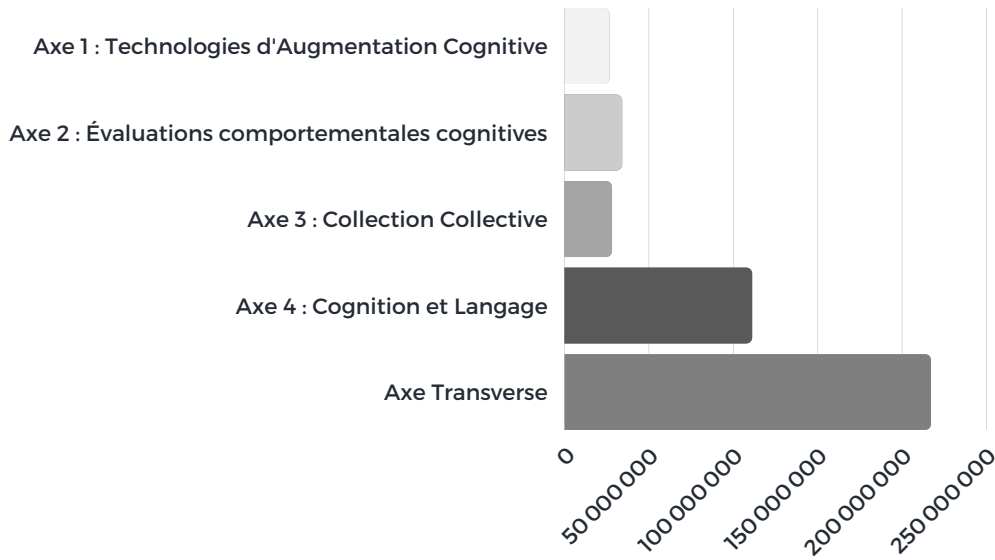 Axe 1 : Technologies d'Augmentation Cognitive
Axe 2 : Évaluations comportementales cognitives
Axe 3 : Collection Collective
Axe 4 : Cognition et Langage
Axe Transverse
0
50 000 000
100 000 000
150 000 000
200 000 000
250 000 000